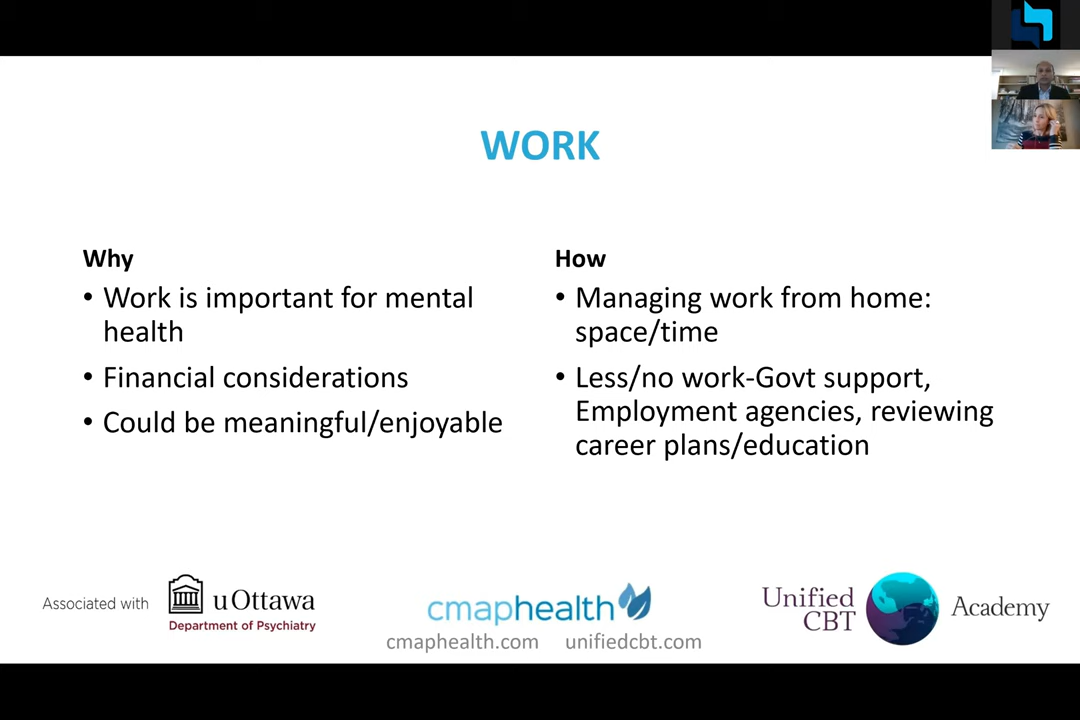 WORK
Why
• Work is important for mental
health
• Financial considerations
• Could be meaningful/enjoyable
How
• Managing work from home:
space/time
• Less/no work-Govt support,
Employment agencies, reviewing
career plans/education
Associated with
uOttawa
Department of Psychiatry
cmaphealth
cmaphealth.com unifiedcbt.com
Unified
CBT
Academy